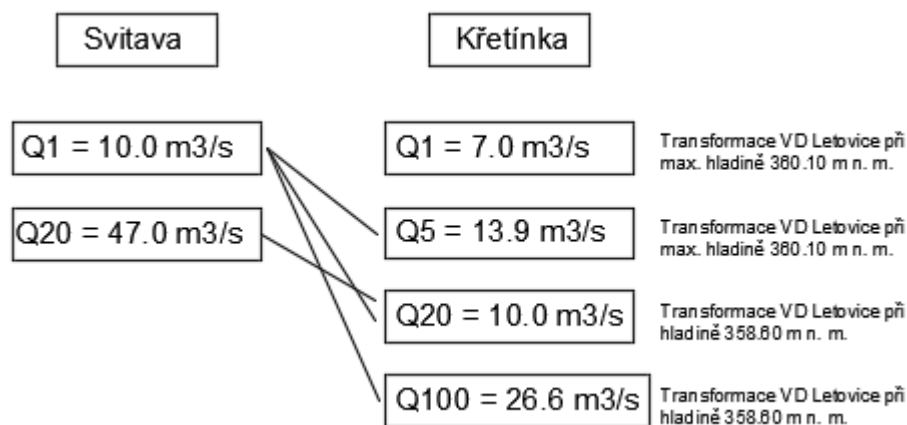 Svitava
Křetínka
Q1 = 10.0 m3/s
Q1 = 7.0 m3/s
Transformace VD Letovice při
max. hladině 360.10 m n. m.
Q20 = 47.0 m3/s
Q5 = 13.9 m3/s
Transformace VD Letovice při
max. hladině 360.10 m n. m.
Q20 = 10.0 m3/s
Transformace VD Letovice při
hladině 358.60 m n. m.
Q100 = 26.6 m3/s
Transformace VD Letovice při
hladině 358.60 m n. m.